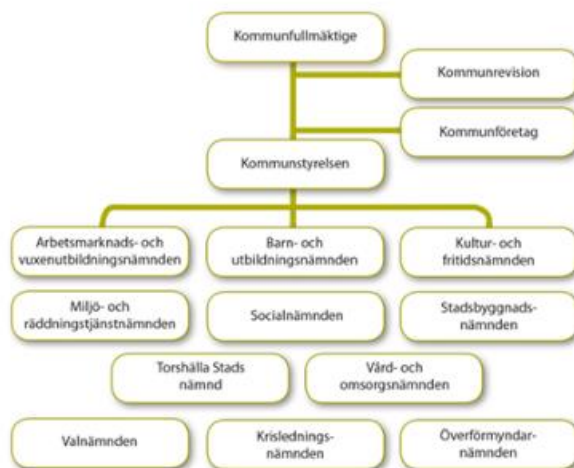 Kommunfullmäktige
Kommunrevision
Kommunföretag
Kommunstyrelsen
Arbetsmarknads- och
vuxenutbildningsnämnden
Barn- och
utbildningsnämnden
Kultur- och
fritidsnämnden
Miljö- och
räddningstjänstnämnden
Socialnämnden
Stadsbyggnads-
nämnden
Torshälla Stads
nämnd
Vård- och
omsorgsnämnden
Valnämnden
Krislednings-
nämnden
Överförmyndar-
nämnden